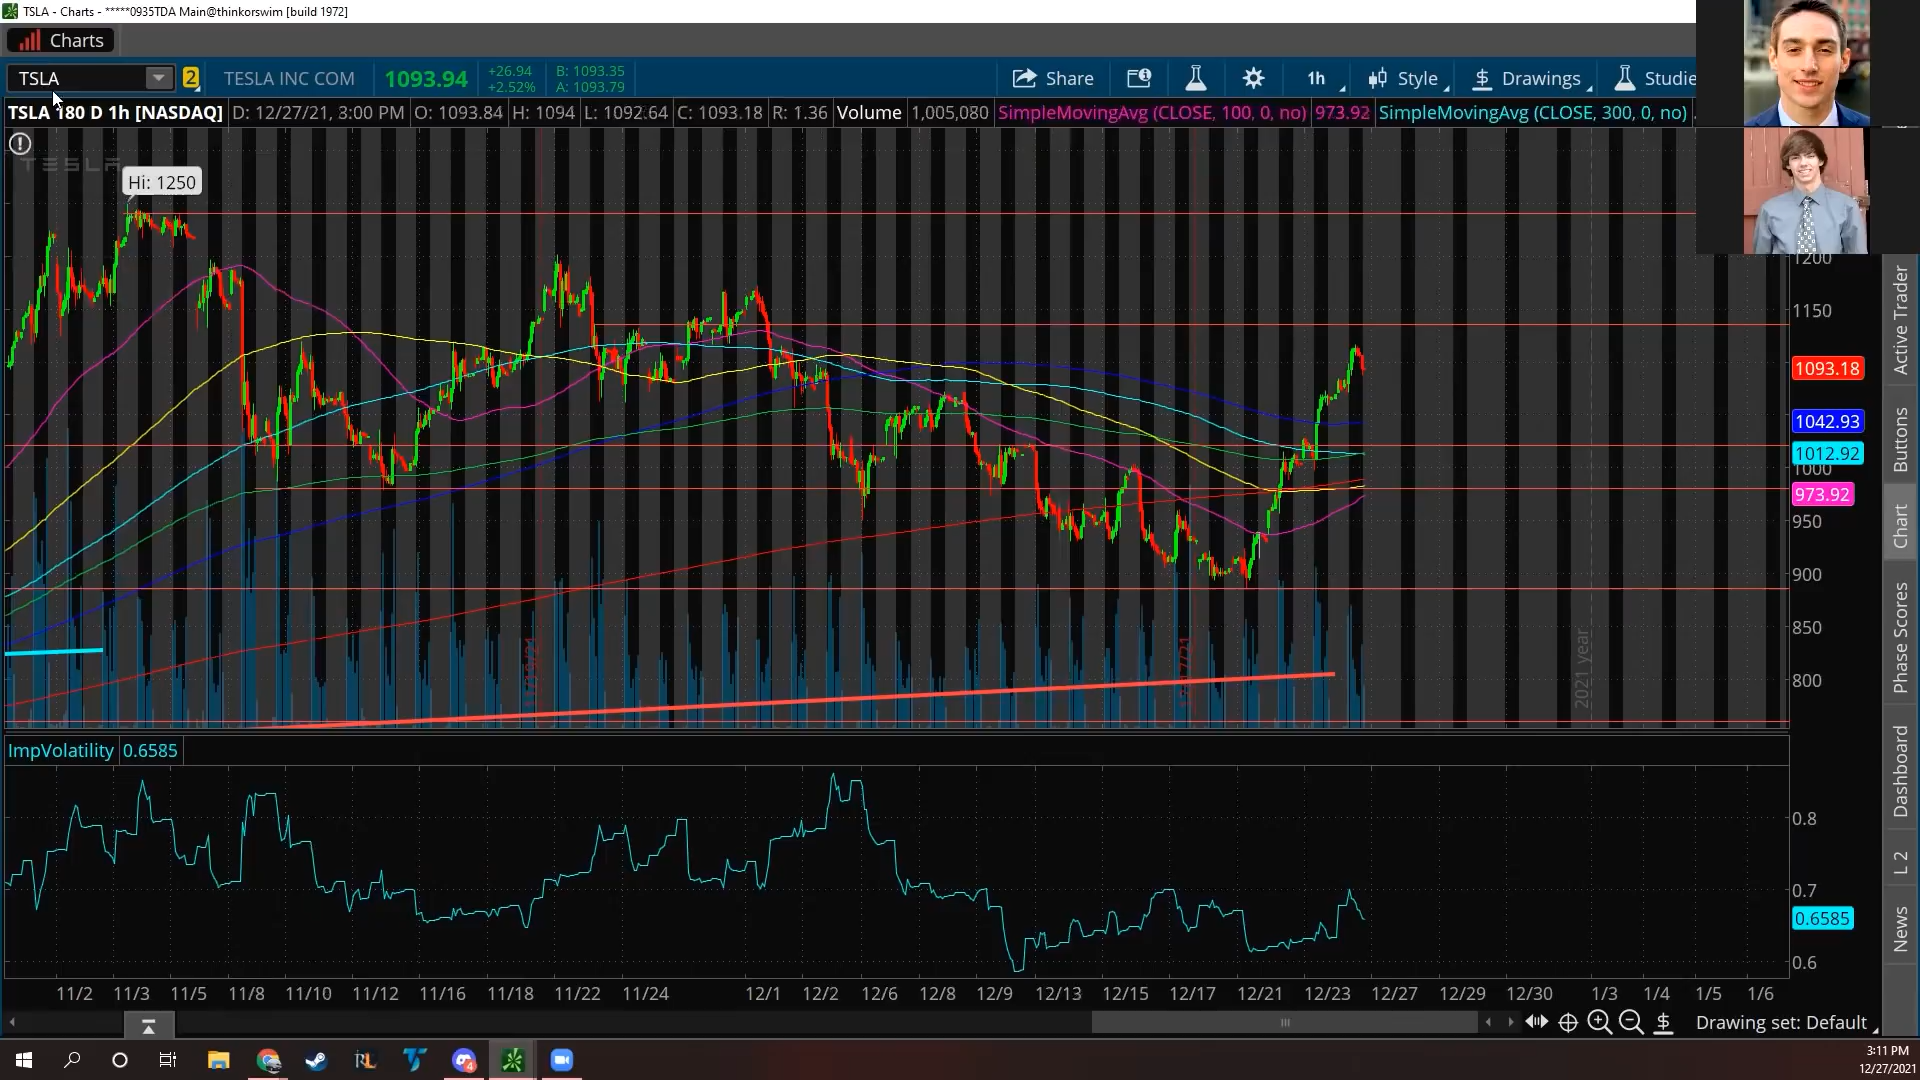 TSLA - Charts - *****0935TDA Main@thinkorswim [build 1972]
Charts
TSLA
2
TESLA INC COM
1093.94
+26.94
+2.52%
B: 1093.35
A: 1093.79
Share
1h
Style
$ Drawings
Studie
TSLA 180 D 1h [NASDAQ]
D: 12/27/21, 3:00 PM
O: 1093.84
H: 1094
L: 1092.64
C: 1093.18
R: 1.36
Volume
1,005,080
SimpleMovingAvg (CLOSE, 100, 0, no)
973.92
SimpleMovingAvg (CLOSE, 300, 0, no)
TESLA
Hi: 1250
1200
1150
1093.18
1042.93
1012.92
1000
973.92
950
900
850
800
2021 year
Active Trader
Buttons
Chart
Phase Scores
Dashboard
L 2
News
ImpVolatility
0.6585
0.8
0.7
0.6585
0.6
11/2 11/3 11/5 11/8 11/10 11/12 11/16 11/18 11/22 11/24 12/1 12/2 12/6 12/8 12/9 12/13 12/15 12/17 12/21 12/23 12/27 12/29 12/30 1/3 1/4 1/5 1/6
$
Drawing set: Default
RL
4
3:11 PM
12/27/2021